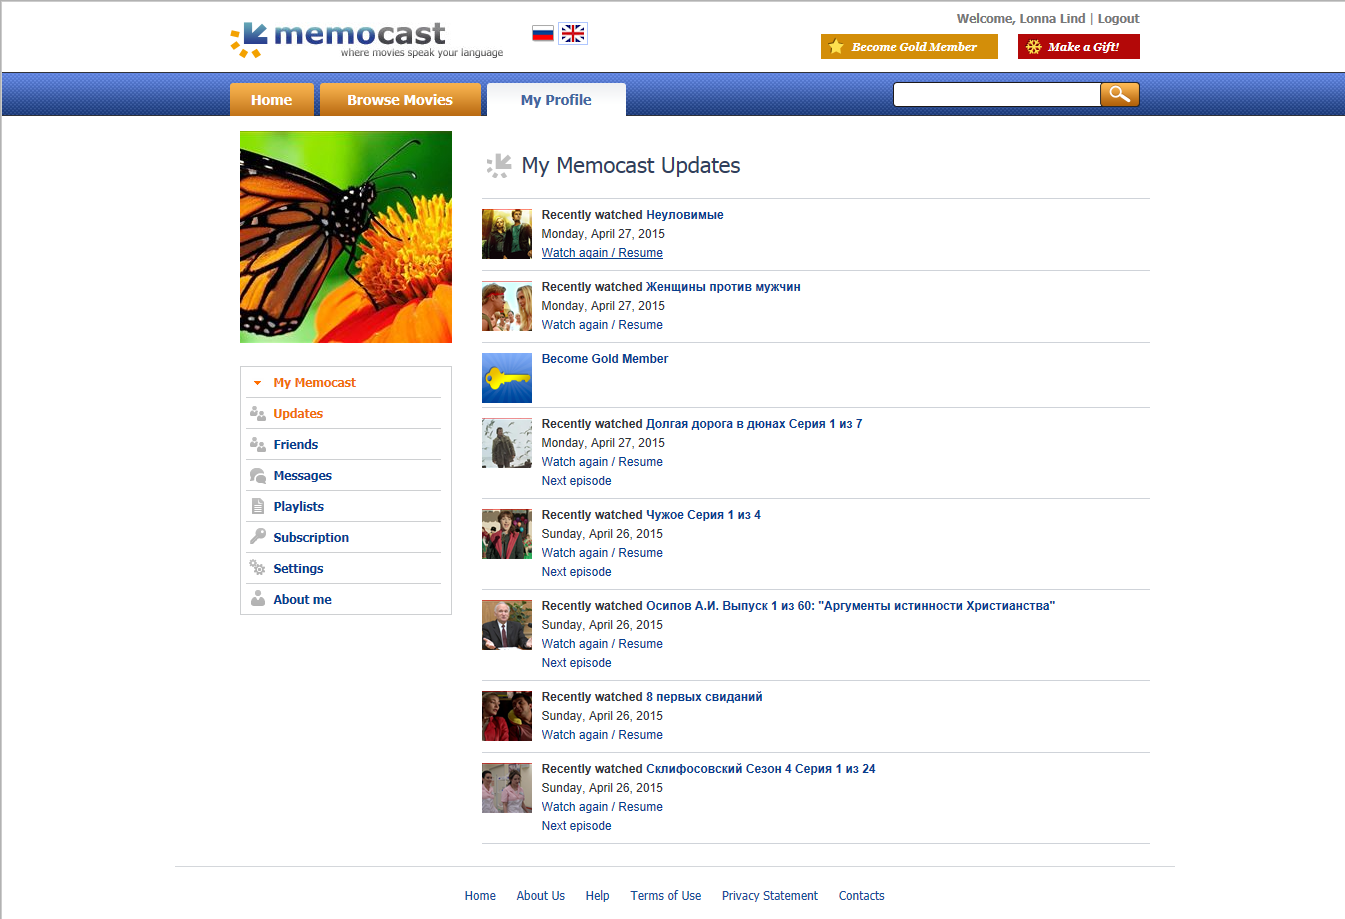 memocast
where movies speak your language
Welcome, Lonna Lind | Logout
Become Gold Member
Make a Gift!
Home
Browse Movies
My Profile
My Memocast Updates
Recently watched Неуловимые
Monday, April 27, 2015
Watch again / Resume
Recently watched Женщины против мужчин
Monday, April 27, 2015
Watch again / Resume
Become Gold Member
My Memocast
Updates
Friends
Messages
Playlists
Subscription
Settings
About me
Recently watched Долгая дорога в дюнах Серия 1 из 7
Monday, April 27, 2015
Watch again / Resume
Next episode
Recently watched Чужое Серия 1 из 4
Sunday, April 26, 2015
Watch again / Resume
Next episode
Recently watched Осипов А.И. Выпуск 1 из 60: "Аргументы истинности Христианства"
Sunday, April 26, 2015
Watch again / Resume
Next episode
Recently watched 8 первых свиданий
Sunday, April 26, 2015
Watch again / Resume
Recently watched Склифосовский Сезон 4 Серия 1 из 24
Sunday, April 26, 2015
Watch again / Resume
Next episode
Home About Us Help Terms of Use Privacy Statement Contacts